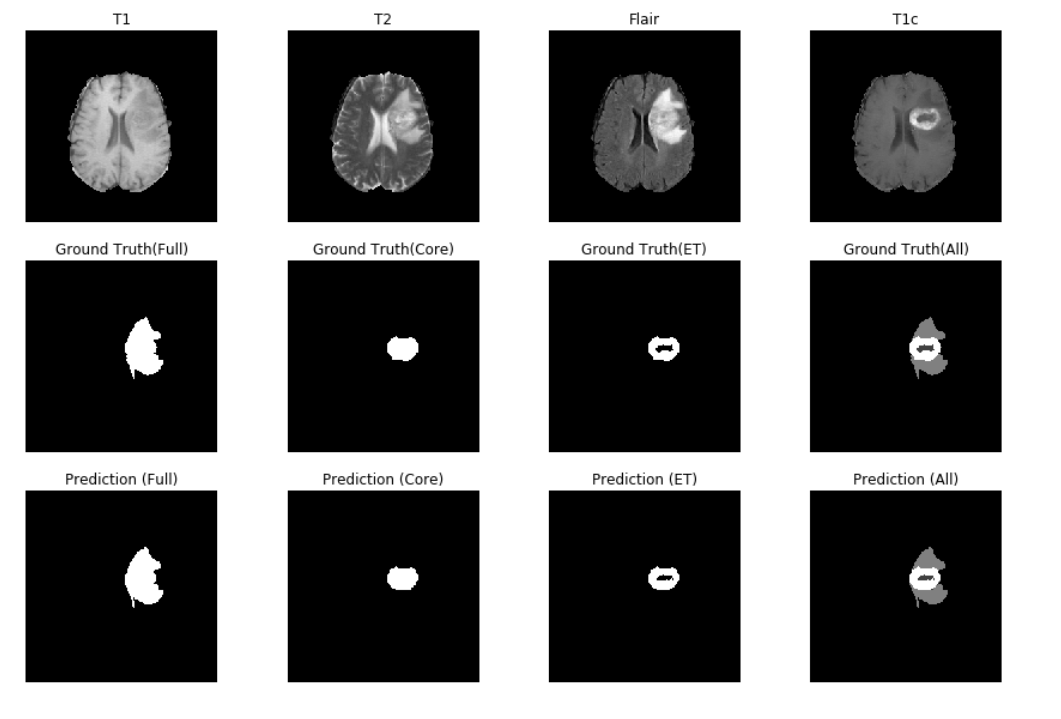 T1
T2
Flair
T1c
Ground Truth(Full)
Ground Truth(Core)
Ground Truth(ET)
Ground Truth(All)
Prediction (Full)
Prediction (Core)
Prediction (ET)
Prediction (All)